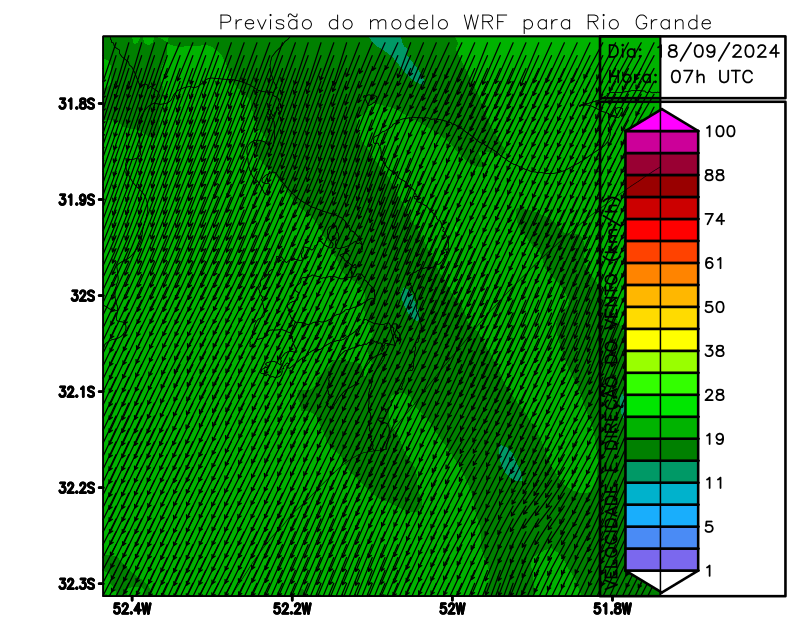 Previsão do modelo WRF para Rio Grande
Dia: 18/09/2024
Hora: 07h UTC
31.8S
31.9S
32S
32.1S
32.2S
32.3S
52.4W
52.2W
52W
51.8W
VELOCIDADE E DIREÇÃO DO VENTO (km/h)
100
88
74
61
50
38
28
19
11
5
1